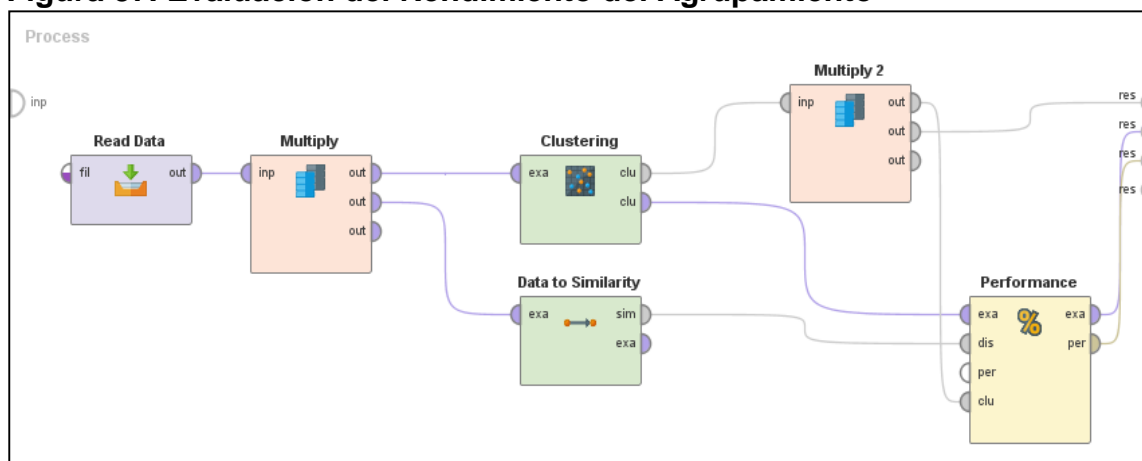 Process
inp
Read Data
fil
out
Multiply
inp
out
out
out
Clustering
exa
clu
clu
Data to Similarity
exa
sim
exa
Multiply 2
inp
out
out
out
Performance
exa
exa
dis
per
per
clu
res
res
res
res